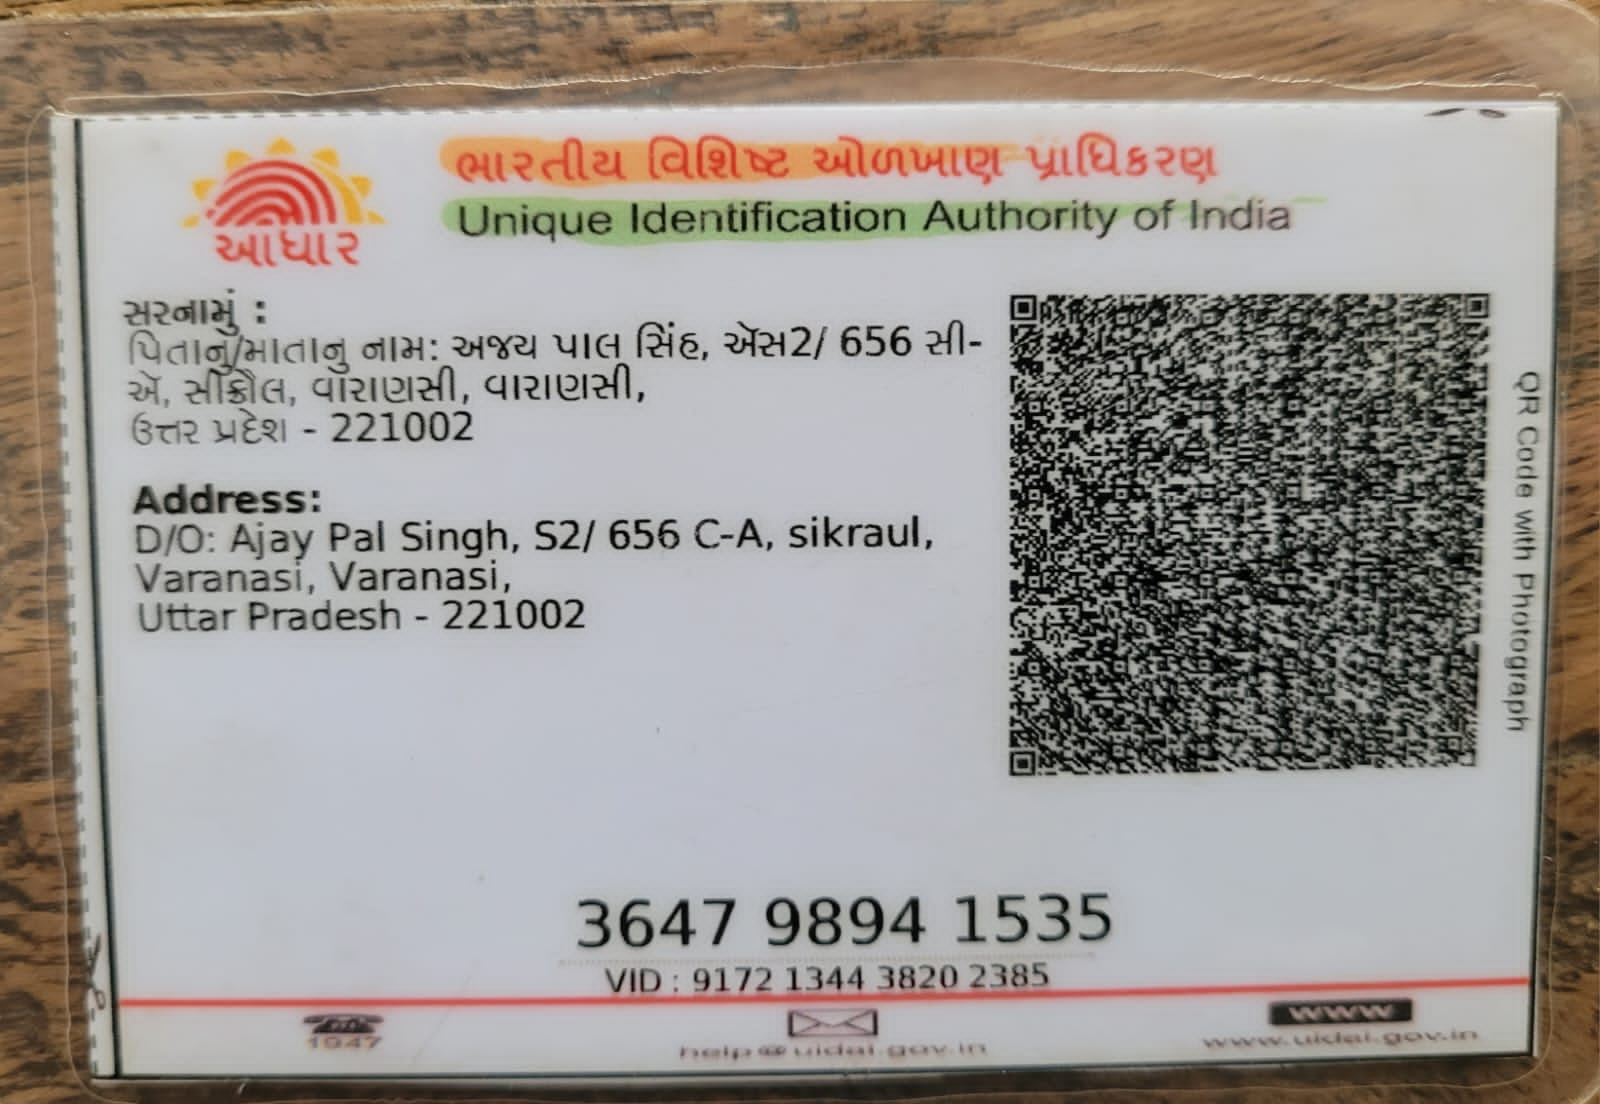 આધાર
ભારતીય વિશિષ્ટ ઓળખાણ પ્રાધિકરણ
Unique Identification Authority of India
સરનામું :
પિતાનુ/માતાનુ નામ: અજય પાલ સિંહ, ઍસ2/ 656 સી-
ઍ, સીક્રૌલ, વારાણસી, વારાણસી,
ઉત્તર પ્રદેશ - 221002
Address:
D/O: Ajay Pal Singh, S2/ 656 C-A, sikraul,
Varanasi, Varanasi,
Uttar Pradesh - 221002
QR Code with Photograph
3647 9894 1535
VID : 9172 1344 3820 2385
1947
help@uidai.gov.in
www
www.uidai.gov.in